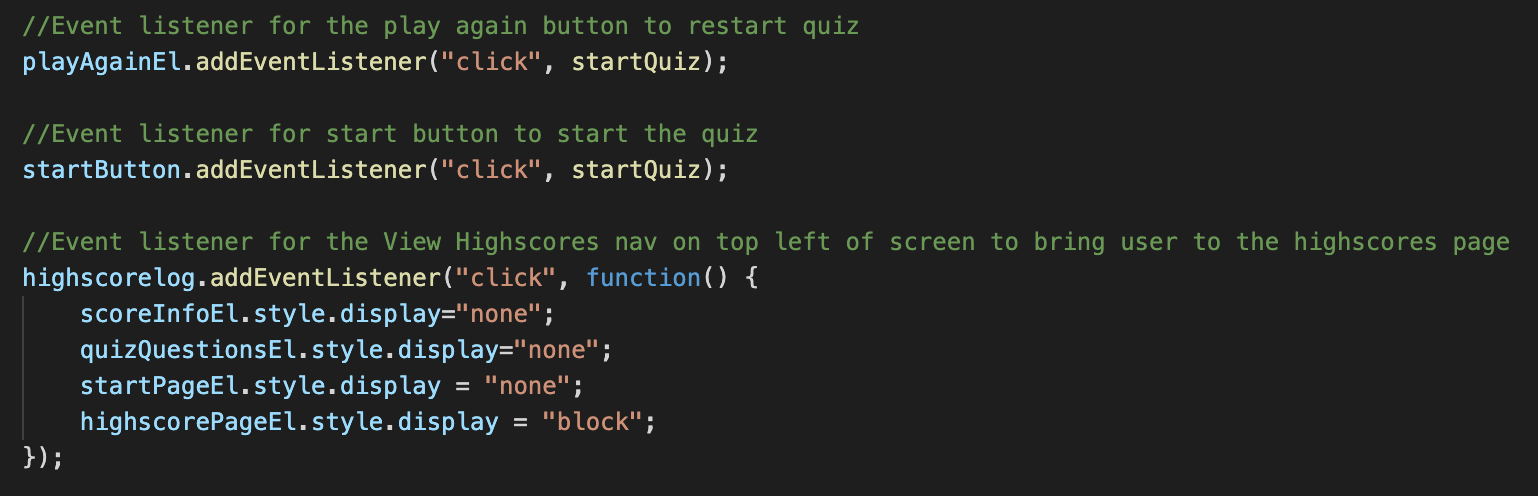 //Event listener for the play again button to restart quiz
playAgainEl.addEventListener("click", startQuiz);
//Event listener for start button to start the quiz
startButton.addEventListener("click", startQuiz);
//Event listener for the View Highscores nav on top left of screen to bring user to the highscores page
highscorelog.addEventListener("click", function() {
    scoreInfoEl.style.display="none";
    quizQuestionsEl.style.display="none";
    startPageEl.style.display = "none";
    highscorePageEl.style.display = "block";
});